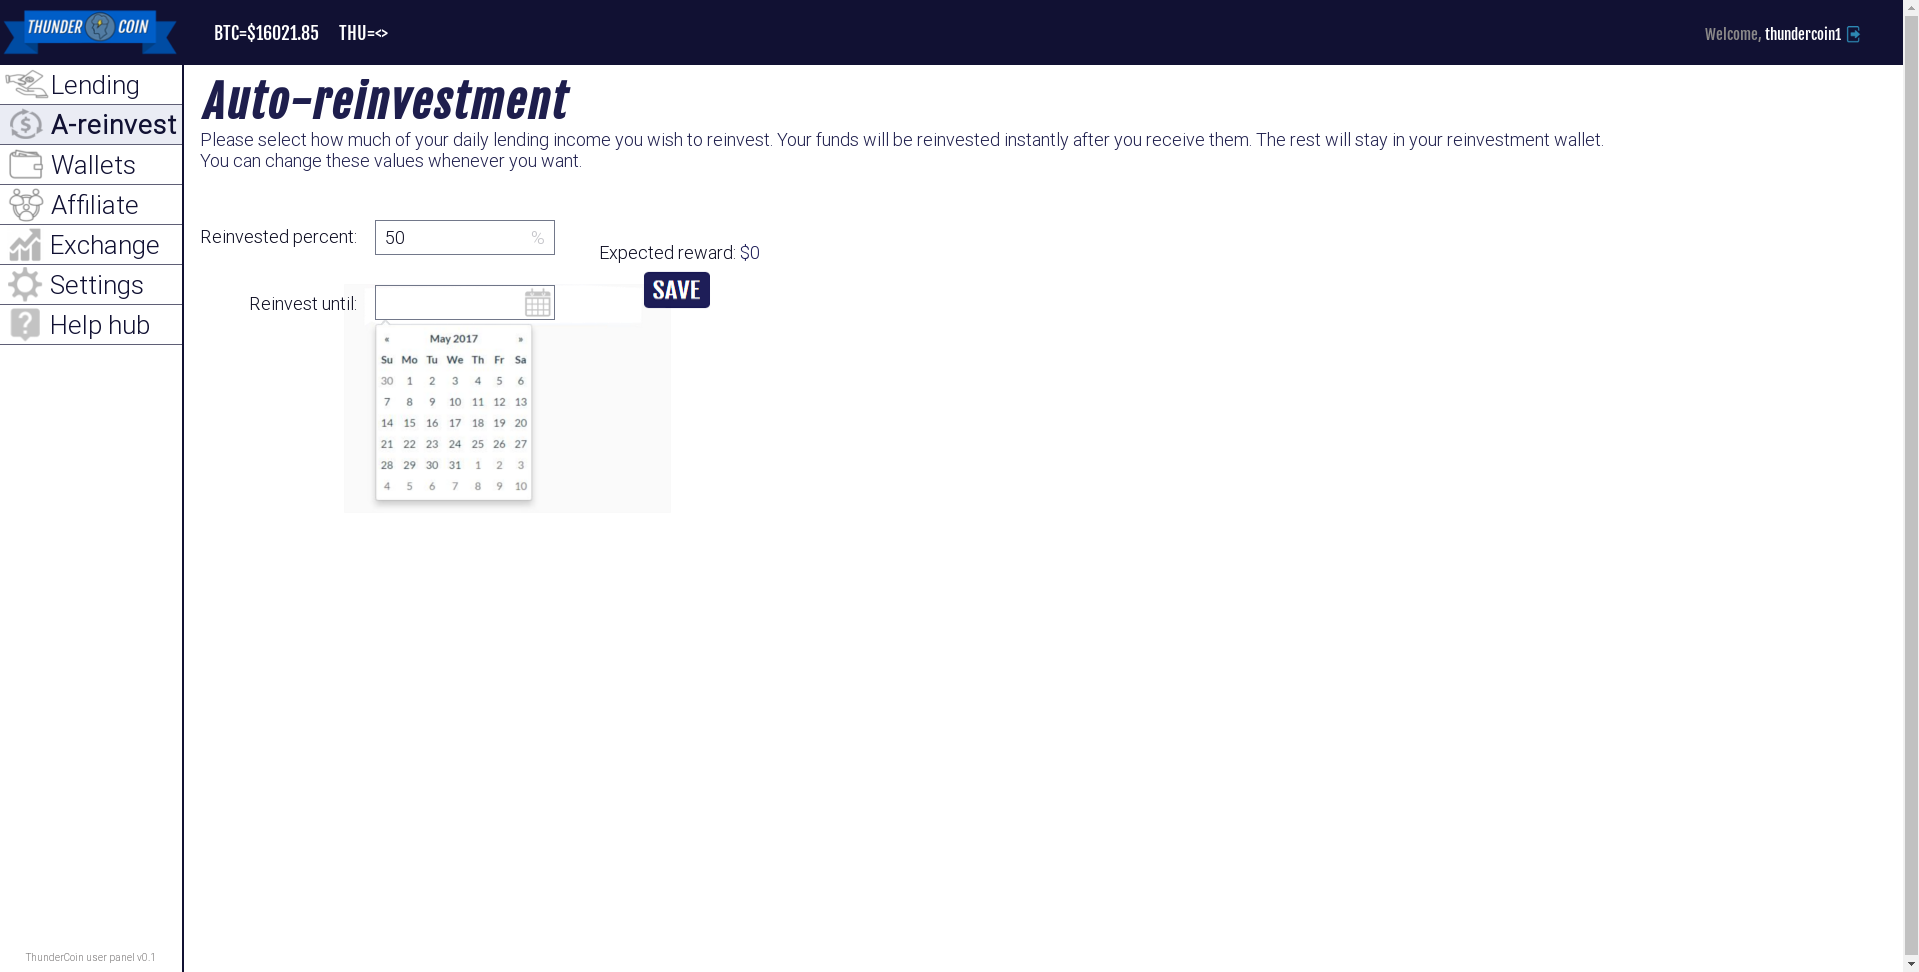 THUNDER COIN
BTC=$16021.85 THU=<>
Welcome, thundercoin1
Lending
A-reinvest
Wallets
Affiliate
Exchange
Settings
Help hub
ThunderCoin user panel v0.1
Auto-reinvestment
Please select how much of your daily lending income you wish to reinvest. Your funds will be reinvested instantly after you receive them. The rest will stay in your reinvestment wallet.
You can change these values whenever you want.
Reinvested percent: 50 %
Expected reward: $0
Reinvest until:
SAVE
« May 2017 »
Su Mo Tu We Th Fr Sa
30 1 2 3 4 5 6
7 8 9 10 11 12 13
14 15 16 17 18 19 20
21 22 23 24 25 26 27
28 29 30 31 1 2 3
4 5 6 7 8 9 10